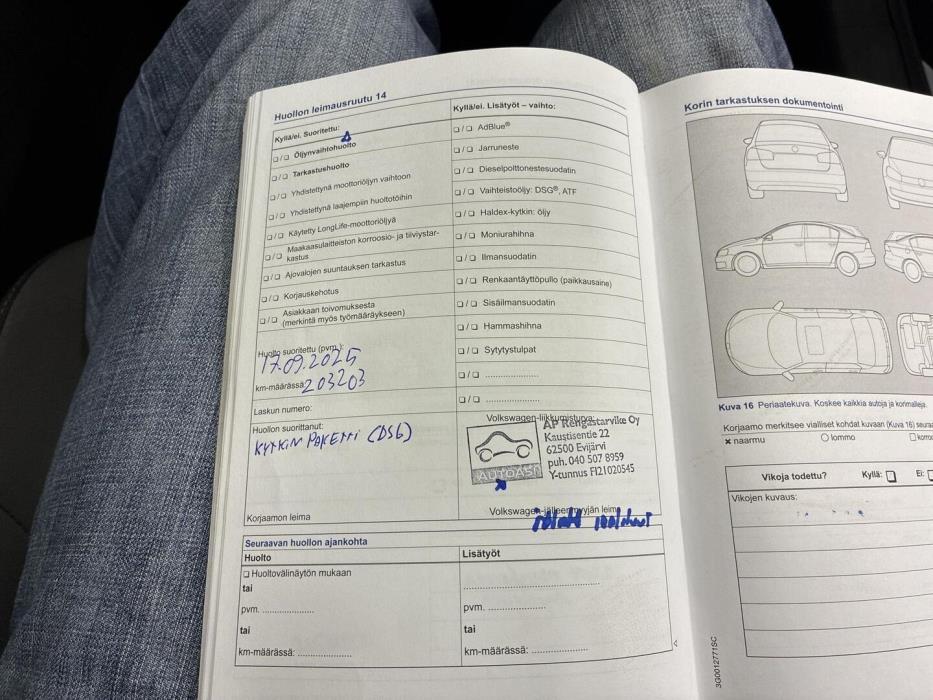 Huollon leimausruutu 14
Kyllä/ei. Suoritettu:
Öljynvaihtohuolto
Tarkastushuolto
Yhdistettynä moottoriöljyn vaihtoon
Yhdistettynä laajempiin huoltotöihin
Käytetty LongLife-moottoriöljyä
Maakaasulaitteiston korroosio- ja tiiviystar-
kastus
Ajovalojen suuntauksen tarkastus
Korjauskehotus
Asiakkaan toivomuksesta
(merkintä myös työmääräykseen)
Huolto suoritettu (pvm.):
17.09.2025
km-määrässä: 203203
Laskun numero:
Huollon suorittanut:
KYTKIN PAKETTI (DSG)
Korjaamon leima
Kyllä/ei. Lisätyöt – vaihto:
AdBlue®
Jarruneste
Dieselpolttonestesuodatin
Vaihteistoöljy: DSG®, ATF
Haldex-kytkin: öljy
Moniurahihna
Ilmansuodatin
Renkaantäyttöpullo (paikkausaine)
Sisäilmansuodatin
Hammashihna
Sytytystulpat
Volkswagen-liikkumisturva:
AP Rengastarvike Oy
Kaustisentie 22
62500 Evijärvi
puh. 040 507 8959
Y-tunnus FI21020545
AUTOASI
Volkswagen-jälleenmyyjän leima
Seuraavan huollon ajankohta
Huolto
Huoltovälinäytön mukaan
tai
pvm. ....................
tai
km-määrässä: ....................
Lisätyöt
pvm. ....................
tai
km-määrässä: ....................
Korin tarkastuksen dokumentointi
Kuva 16 Periaatekuva. Koskee kaikkia autoja ja korimalleja.
Korjaamo merkitsee vialliset kohdat kuvaan (Kuva 16) seuraa
× naarmu
lommo
Vikoja todettu? Kyllä: Ei:
Vikojen kuvaus:
3G0012771SC